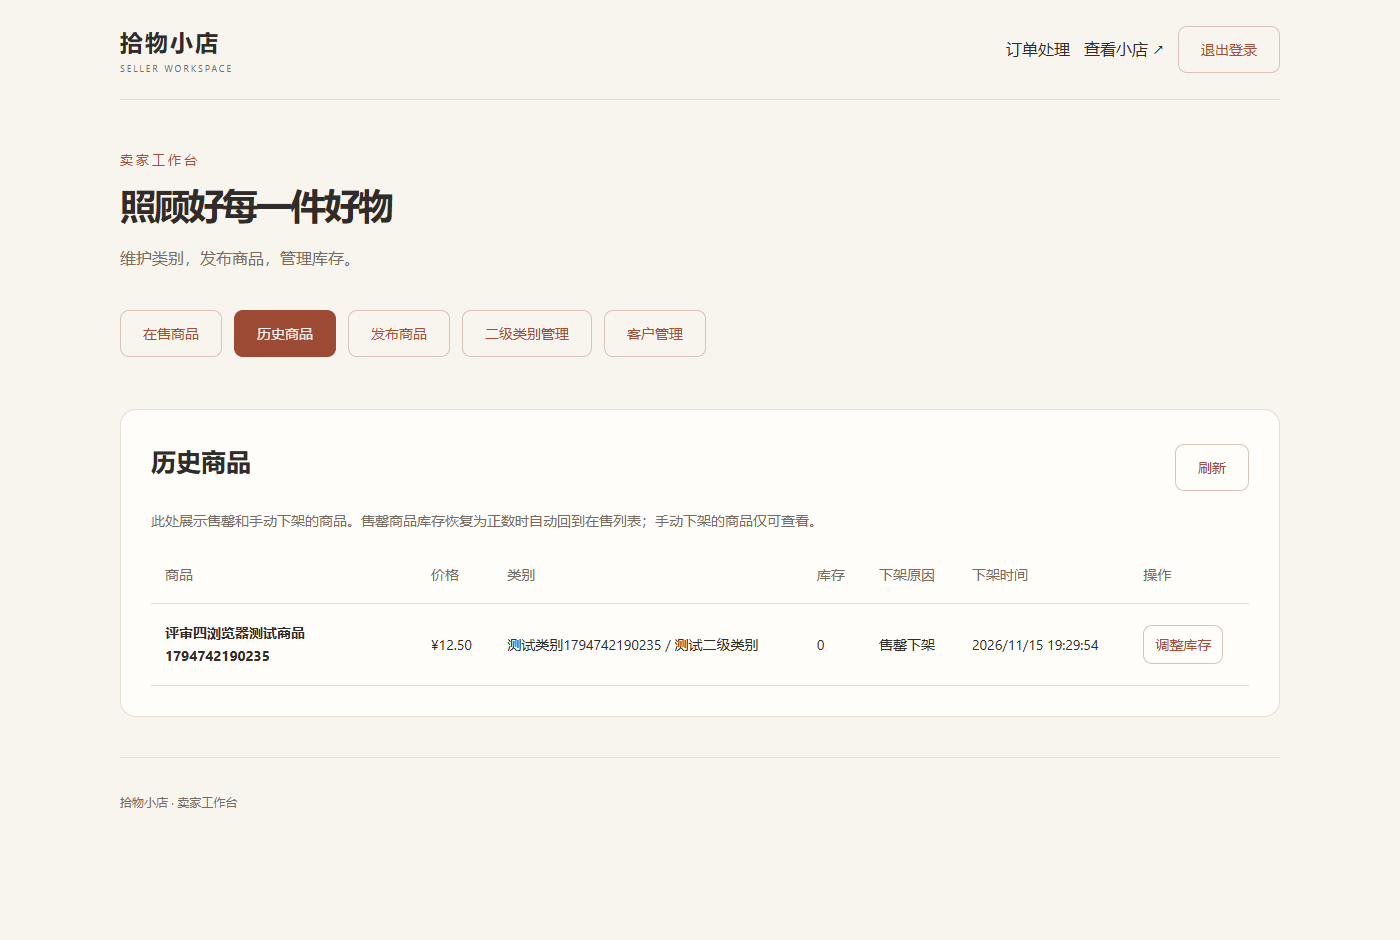 拾物小店
SELLER WORKSPACE
订单处理 查看小店 ↗ 退出登录
卖家工作台
照顾好每一件好物
维护类别，发布商品，管理库存。
在售商品 历史商品 发布商品 二级类别管理 客户管理
历史商品
刷新
此处展示售罄和手动下架的商品。售罄商品库存恢复为正数时自动回到在售列表；手动下架的商品仅可查看。
商品 价格 类别 库存 下架原因 下架时间 操作
评审四浏览器测试商品
1794742190235
¥12.50 测试类别1794742190235 / 测试二级类别 0 售罄下架 2026/11/15 19:29:54 调整库存
拾物小店 · 卖家工作台